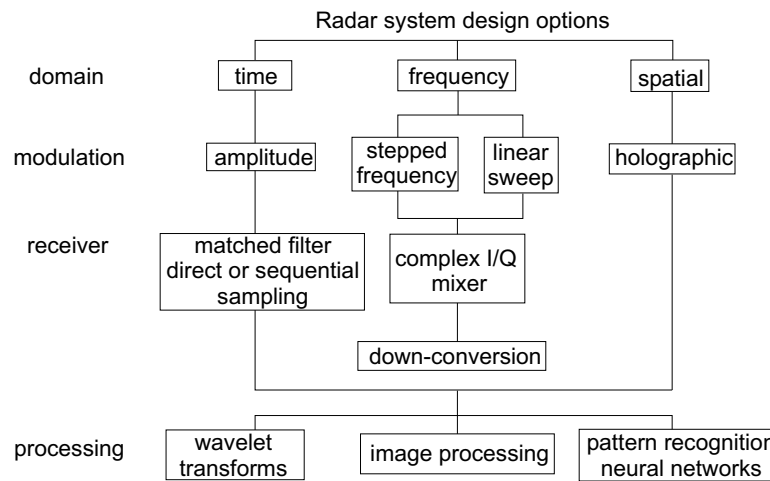 Radar system design options
domain
time
frequency
spatial
modulation
amplitude
stepped
frequency
linear
sweep
holographic
receiver
matched filter
direct or sequential
sampling
complex I/Q
mixer
down-conversion
processing
wavelet
transforms
image processing
pattern recognition
neural networks